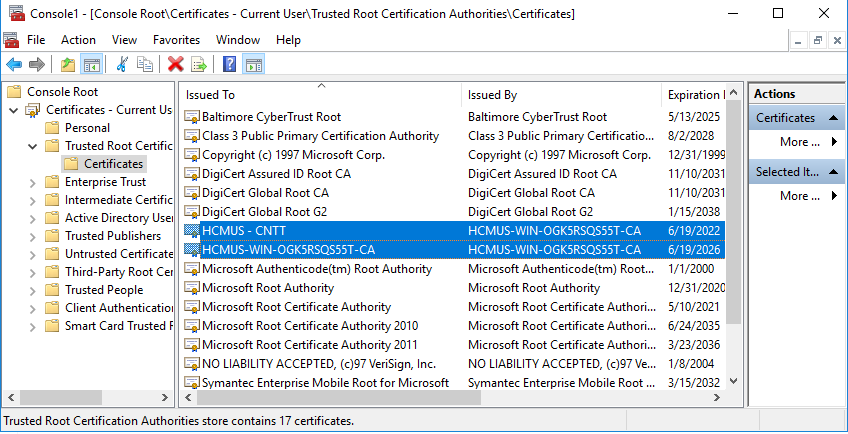 Console1 - [Console Root\Certificates - Current User\Trusted Root Certification Authorities\Certificates]
File Action View Favorites Window Help
Console Root
Certificates - Current Use
Personal
Trusted Root Certific
Certificates
Enterprise Trust
Intermediate Certific
Active Directory User
Trusted Publishers
Untrusted Certificate
Third-Party Root Cer
Trusted People
Client Authentication
Smart Card Trusted R
Issued To Issued By Expiration
Baltimore CyberTrust Root Baltimore CyberTrust Root 5/13/2025
Class 3 Public Primary Certification Authority Class 3 Public Primary Certificatio... 8/2/2028
Copyright (c) 1997 Microsoft Corp. Copyright (c) 1997 Microsoft Corp. 12/31/1999
DigiCert Assured ID Root CA DigiCert Assured ID Root CA 11/10/2031
DigiCert Global Root CA DigiCert Global Root CA 11/10/2031
DigiCert Global Root G2 DigiCert Global Root G2 1/15/2038
HCMUS - CNTT HCMUS-WIN-OGK5RSQS55T-CA 6/19/2022
HCMUS-WIN-OGK5RSQS55T-CA HCMUS-WIN-OGK5RSQS55T-CA 6/19/2026
Microsoft Authenticode(tm) Root Authority Microsoft Authenticode(tm) Root... 1/1/2000
Microsoft Root Authority Microsoft Root Authority 12/31/2020
Microsoft Root Certificate Authority Microsoft Root Certificate Authori... 5/10/2021
Microsoft Root Certificate Authority 2010 Microsoft Root Certificate Authori... 6/24/2035
Microsoft Root Certificate Authority 2011 Microsoft Root Certificate Authori... 3/23/2036
NO LIABILITY ACCEPTED, (c)97 VeriSign, Inc. NO LIABILITY ACCEPTED, (c)97 Ve... 1/8/2004
Symantec Enterprise Mobile Root for Microsoft Symantec Enterprise Mobile Root ... 3/15/2032
Actions
Certificates
More ...
Selected It...
More ...
Trusted Root Certification Authorities store contains 17 certificates.